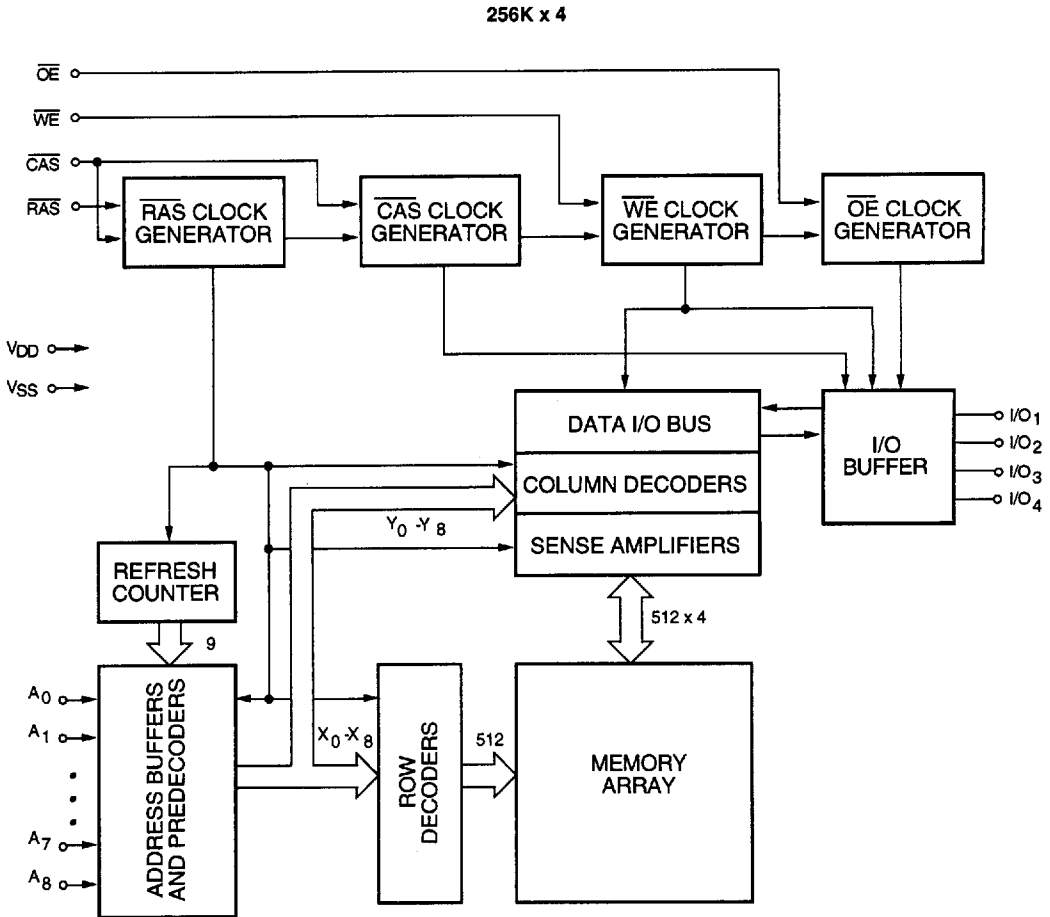 256K x 4
OE
WE
CAS
RAS
RAS CLOCK
GENERATOR
CAS CLOCK
GENERATOR
WE CLOCK
GENERATOR
OE CLOCK
GENERATOR
VDD
VSS
DATA I/O BUS
COLUMN DECODERS
SENSE AMPLIFIERS
I/O
BUFFER
I/O1
I/O2
I/O3
I/O4
Y0 -Y8
REFRESH
COUNTER
9
512 x 4
A0
A1
A7
A8
ADDRESS BUFFERS
AND PREDECODERS
X0 -X8
ROW
DECODERS
512
MEMORY
ARRAY